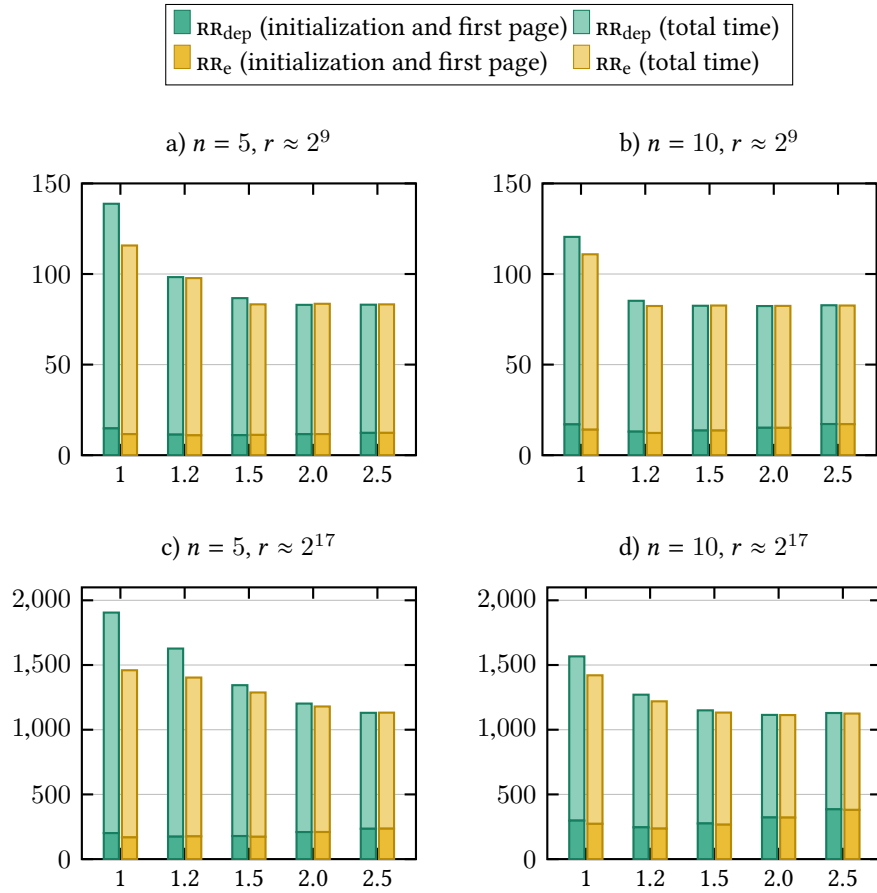 RR_dep (initialization and first page) RR_dep (total time)
RR_e (initialization and first page) RR_e (total time)
a) n = 5, r ≈ 2^9
b) n = 10, r ≈ 2^9
150
100
50
0
1 1.2 1.5 2.0 2.5
150
100
50
0
1 1.2 1.5 2.0 2.5
c) n = 5, r ≈ 2^17
d) n = 10, r ≈ 2^17
2,000
1,500
1,000
500
0
1 1.2 1.5 2.0 2.5
2,000
1,500
1,000
500
0
1 1.2 1.5 2.0 2.5